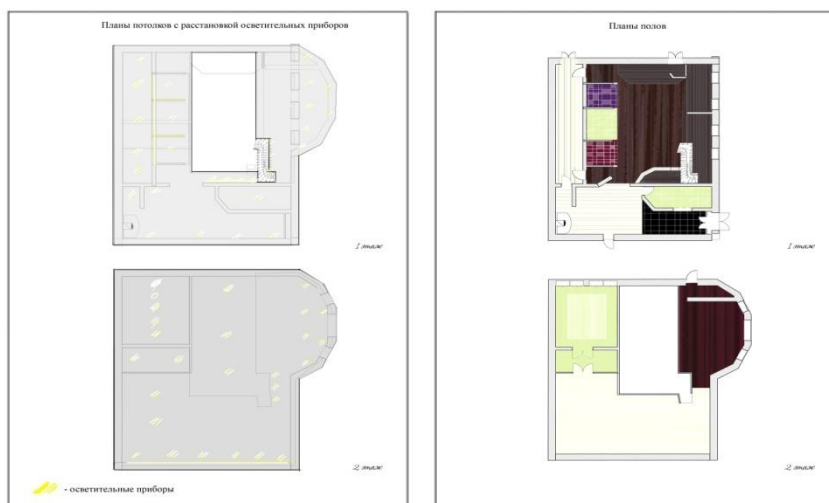 Планы потолков с расстановкой осветительных приборов
1 этаж
2 этаж
- осветительные приборы
Планы полов
1 этаж
2 этаж